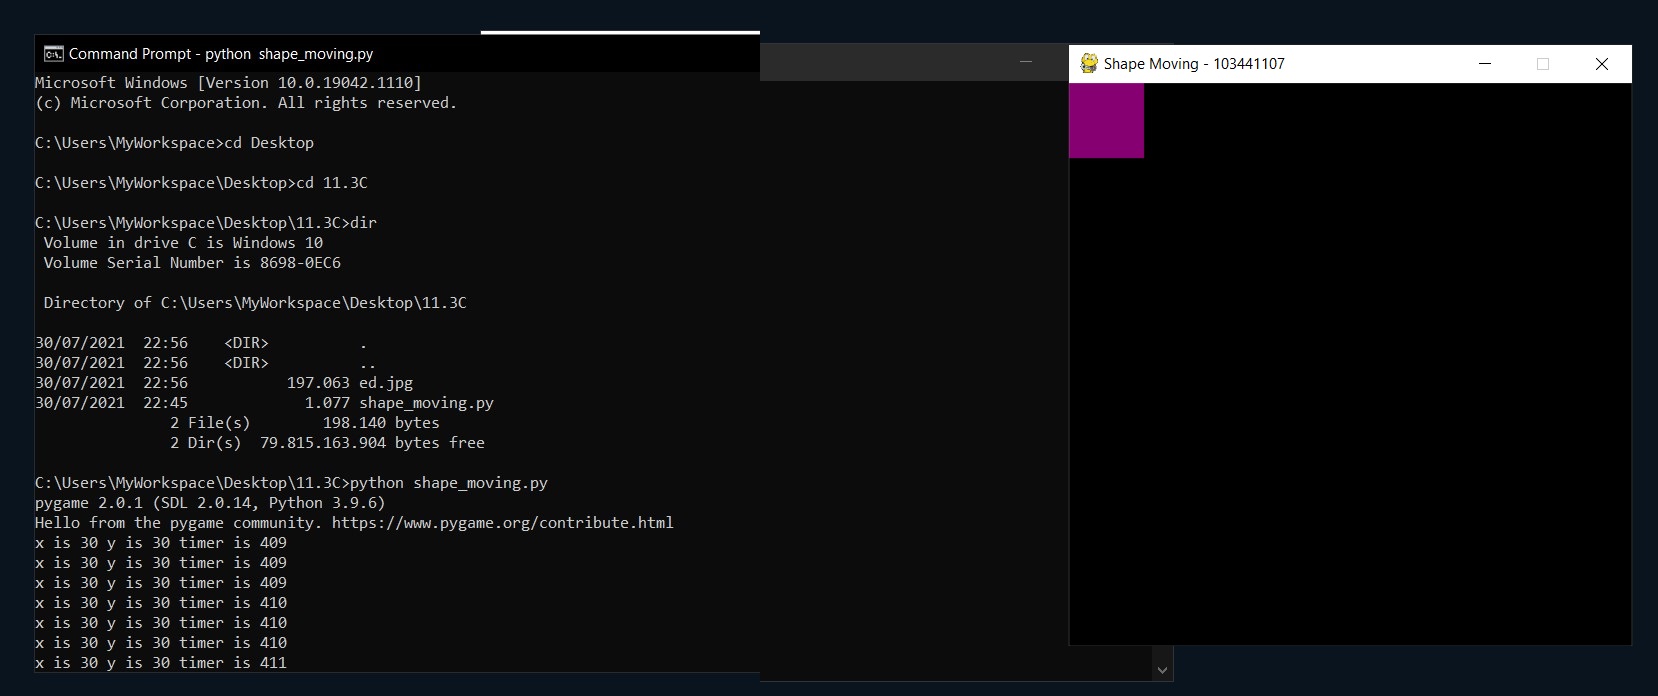 Command Prompt - python  shape_moving.py
Microsoft Windows [Version 10.0.19042.1110]
(c) Microsoft Corporation. All rights reserved.
C:\Users\MyWorkspace>cd Desktop
C:\Users\MyWorkspace\Desktop>cd 11.3C
C:\Users\MyWorkspace\Desktop\11.3C>dir
 Volume in drive C is Windows 10
 Volume Serial Number is 8698-0EC6
 Directory of C:\Users\MyWorkspace\Desktop\11.3C
30/07/2021  22:56    <DIR>          .
30/07/2021  22:56    <DIR>          ..
30/07/2021  22:56           197.063 ed.jpg
30/07/2021  22:45             1.077 shape_moving.py
               2 File(s)        198.140 bytes
               2 Dir(s)  79.815.163.904 bytes free
C:\Users\MyWorkspace\Desktop\11.3C>python shape_moving.py
pygame 2.0.1 (SDL 2.0.14, Python 3.9.6)
Hello from the pygame community. https://www.pygame.org/contribute.html
x is 30 y is 30 timer is 409
x is 30 y is 30 timer is 409
x is 30 y is 30 timer is 409
x is 30 y is 30 timer is 410
x is 30 y is 30 timer is 410
x is 30 y is 30 timer is 410
x is 30 y is 30 timer is 411
Shape Moving - 103441107